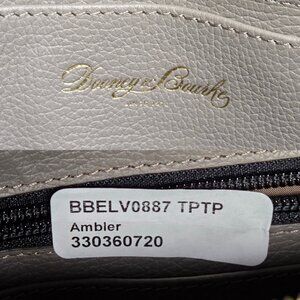 Dooney & Bourke
BBELV0887 TPTP
Ambler
330360720